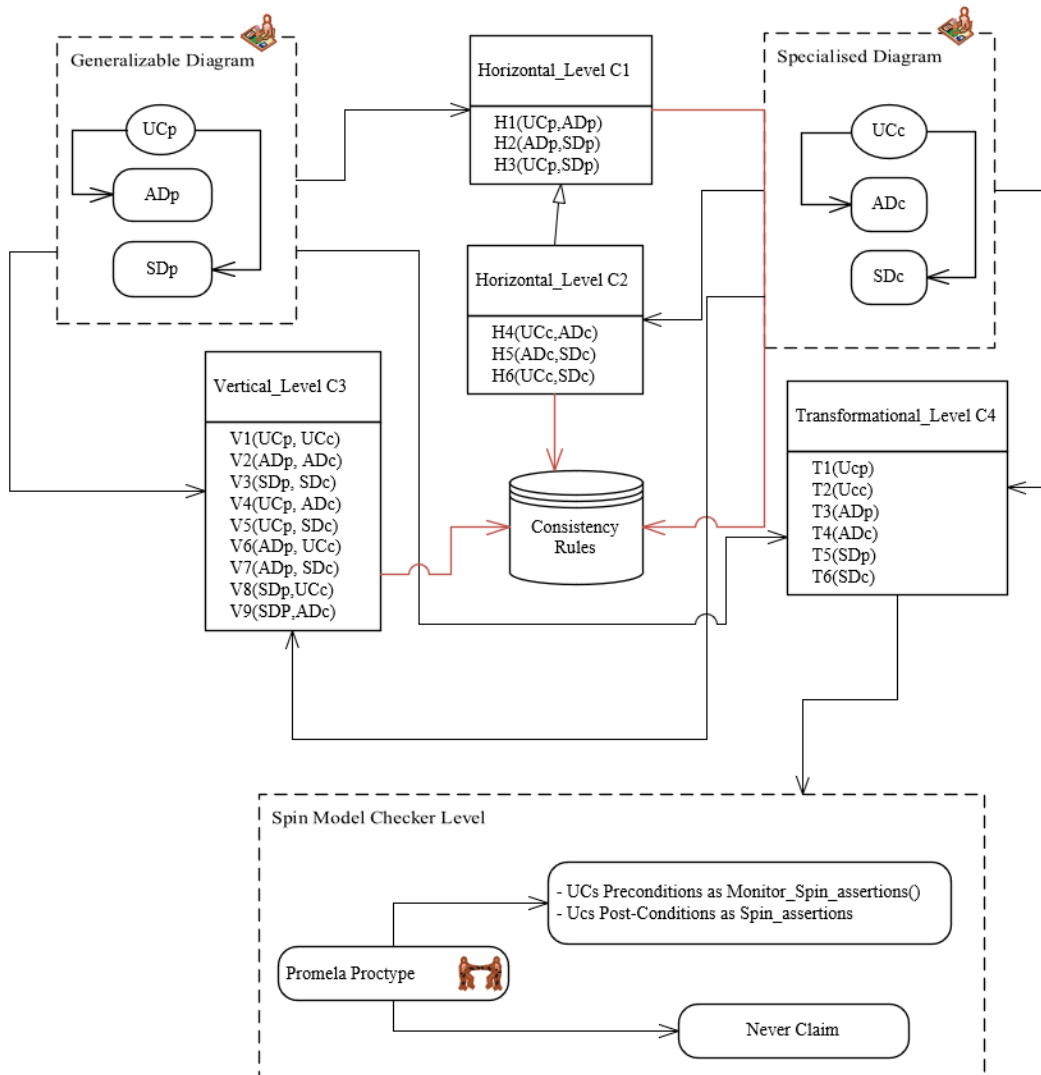 Generalizable Diagram
UCp
ADp
SDp
Horizontal_Level C1
H1(UCp,ADp)
H2(ADp,SDp)
H3(UCp,SDp)
Specialised Diagram
UCc
ADc
SDc
Horizontal_Level C2
H4(UCc,ADc)
H5(ADc,SDc)
H6(UCc,SDc)
Vertical_Level C3
V1(UCp, UCc)
V2(ADp, ADc)
V3(SDp, SDc)
V4(UCp, ADc)
V5(UCp, SDc)
V6(ADp, UCc)
V7(ADp, SDc)
V8(SDp,UCc)
V9(SDP,ADc)
Consistency
Rules
Transformational_Level C4
T1(Ucp)
T2(Ucc)
T3(ADp)
T4(ADc)
T5(SDp)
T6(SDc)
Spin Model Checker Level
- UCs Preconditions as Monitor_Spin_assertions()
- Ucs Post-Conditions as Spin_assertions
Promela Proctype
Never Claim